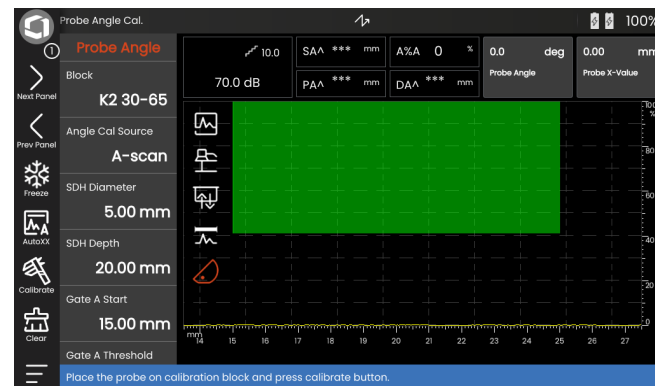 Probe Angle Cal.
100%
1
Next Panel
Prev Panel
Freeze
AutoXX
Calibrate
Clear
Probe Angle
Block
K2 30-65
Angle Cal Source
A-scan
SDH Diameter
5.00 mm
SDH Depth
20.00 mm
Gate A Start
15.00 mm
Gate A Threshold
10.0
70.0 dB
SA^ *** mm
A%A 0 %
PA^ *** mm
DA^ *** mm
0.0 deg
Probe Angle
0.00 mm
Probe X-Value
100
%
80
60
40
20
0
mm
14 15 16 17 18 19 20 21 22 23 24 25 26 27
Place the probe on calibration block and press calibrate button.